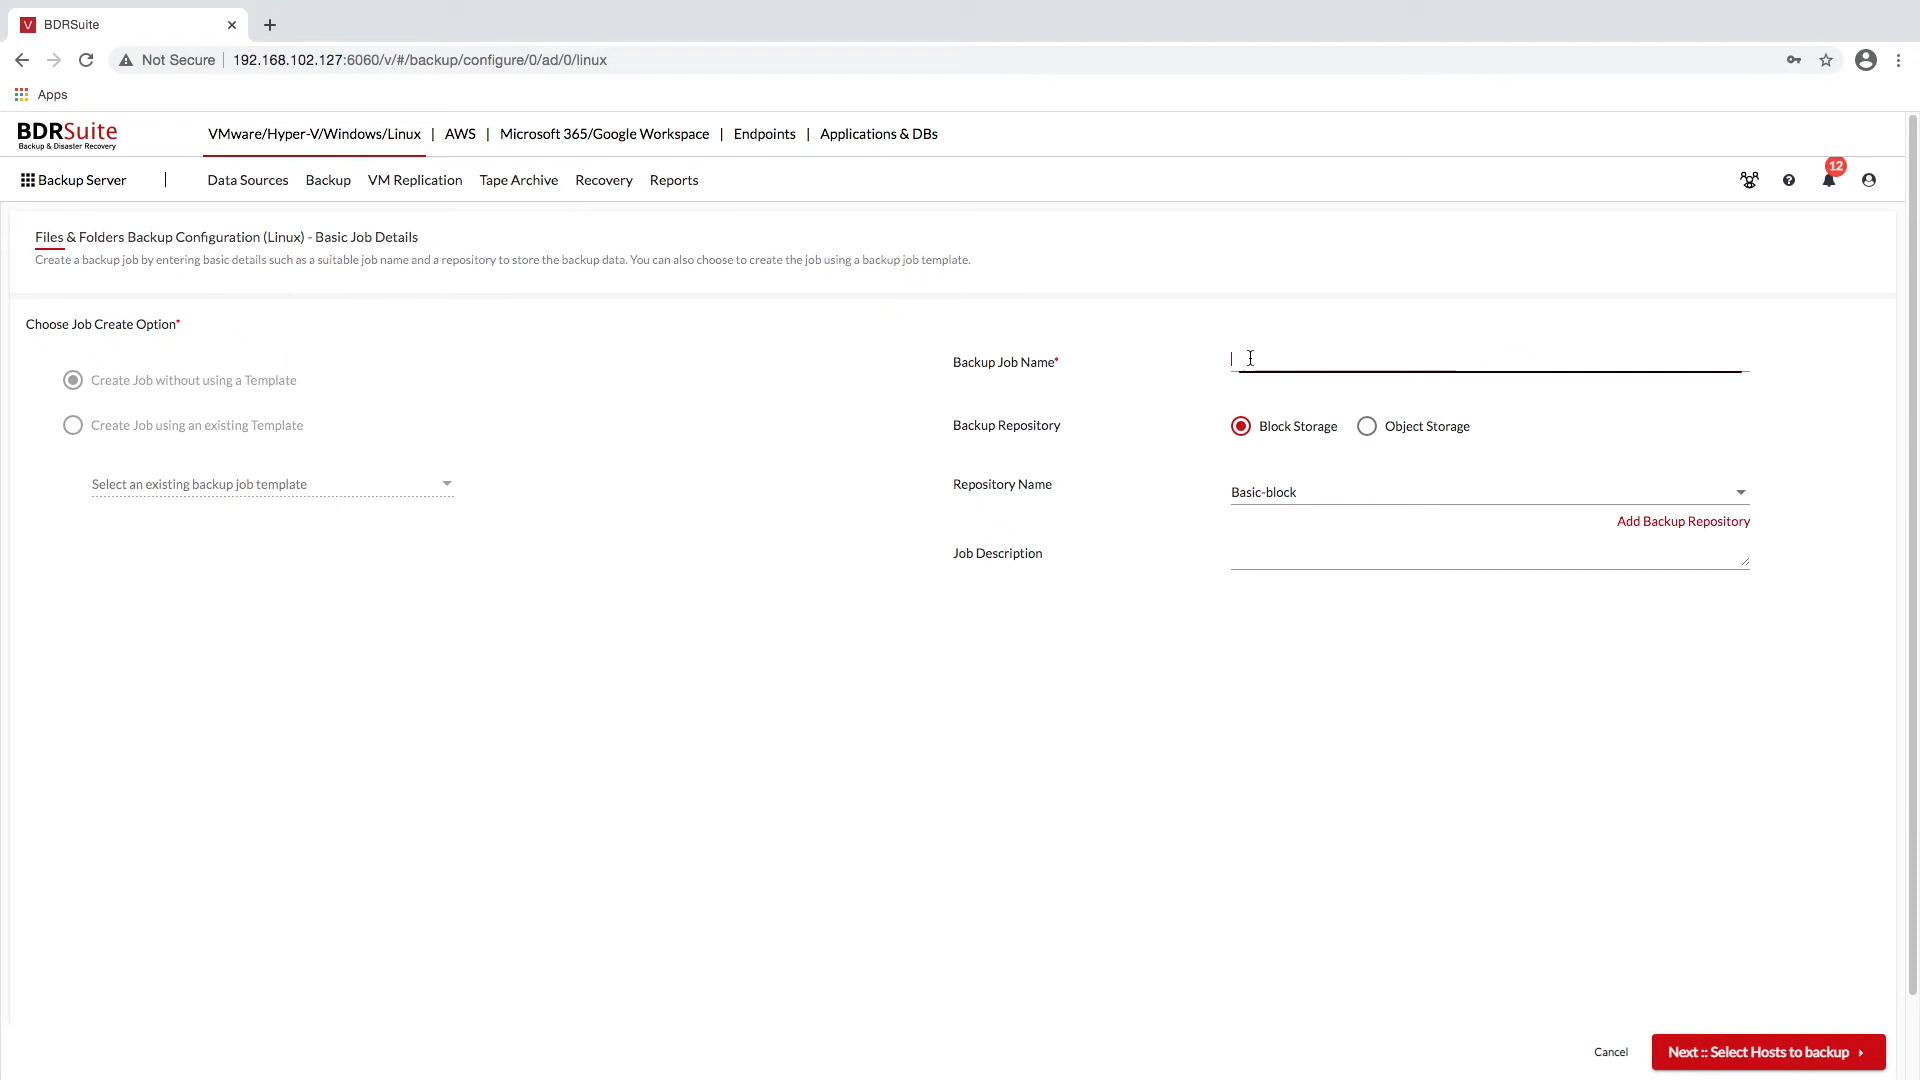 V BDRSuite
Not Secure 192.168.102.127:6060/v/#/backup/configure/0/ad/0/linux
Apps
BDRSuite
Backup & Disaster Recovery
VMware/Hyper-V/Windows/Linux | AWS | Microsoft 365/Google Workspace | Endpoints | Applications & DBs
Backup Server | Data Sources Backup VM Replication Tape Archive Recovery Reports 12
Files & Folders Backup Configuration (Linux) - Basic Job Details
Create a backup job by entering basic details such as a suitable job name and a repository to store the backup data. You can also choose to create the job using a backup job template.
Choose Job Create Option*
Create Job without using a Template
Create Job using an existing Template
Select an existing backup job template
Backup Job Name*
Backup Repository Block Storage Object Storage
Repository Name Basic-block
Add Backup Repository
Job Description
Cancel Next :: Select Hosts to backup